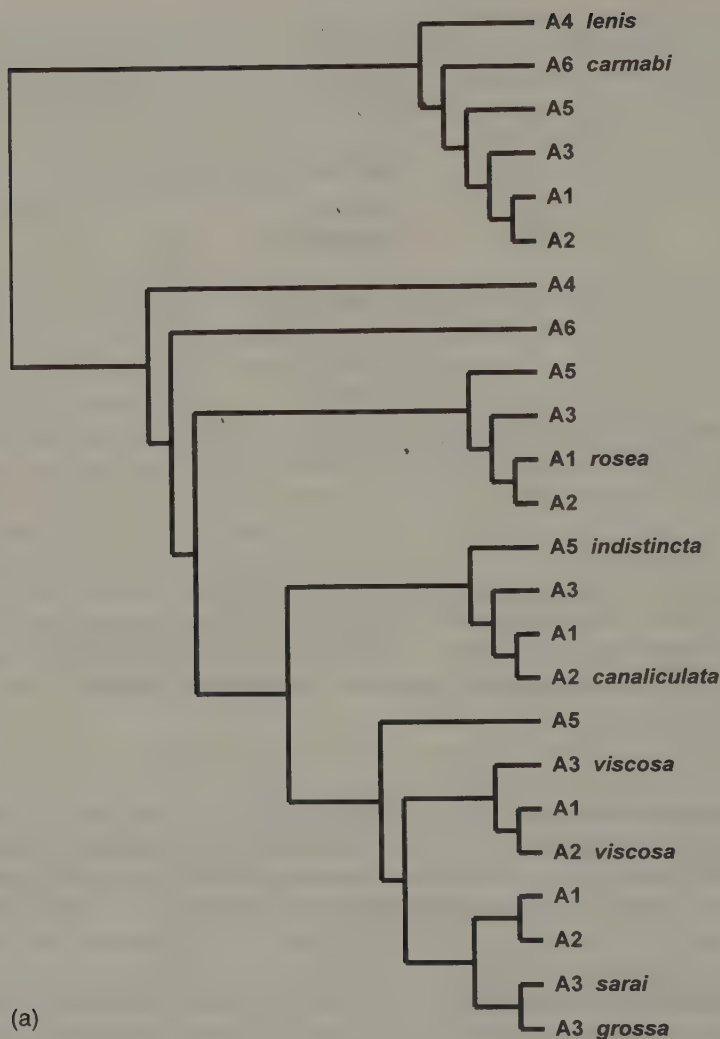 A4 lenis
A6 carmabi
A5
A3
A1
A2
A4
A6
A5
A3
A1 rosea
A2
A5 indistincta
A3
A1
A2 canaliculata
A5
A3 viscosa
A1
A2 viscosa
A1
A2
A3 sarai
A3 grossa
(a)